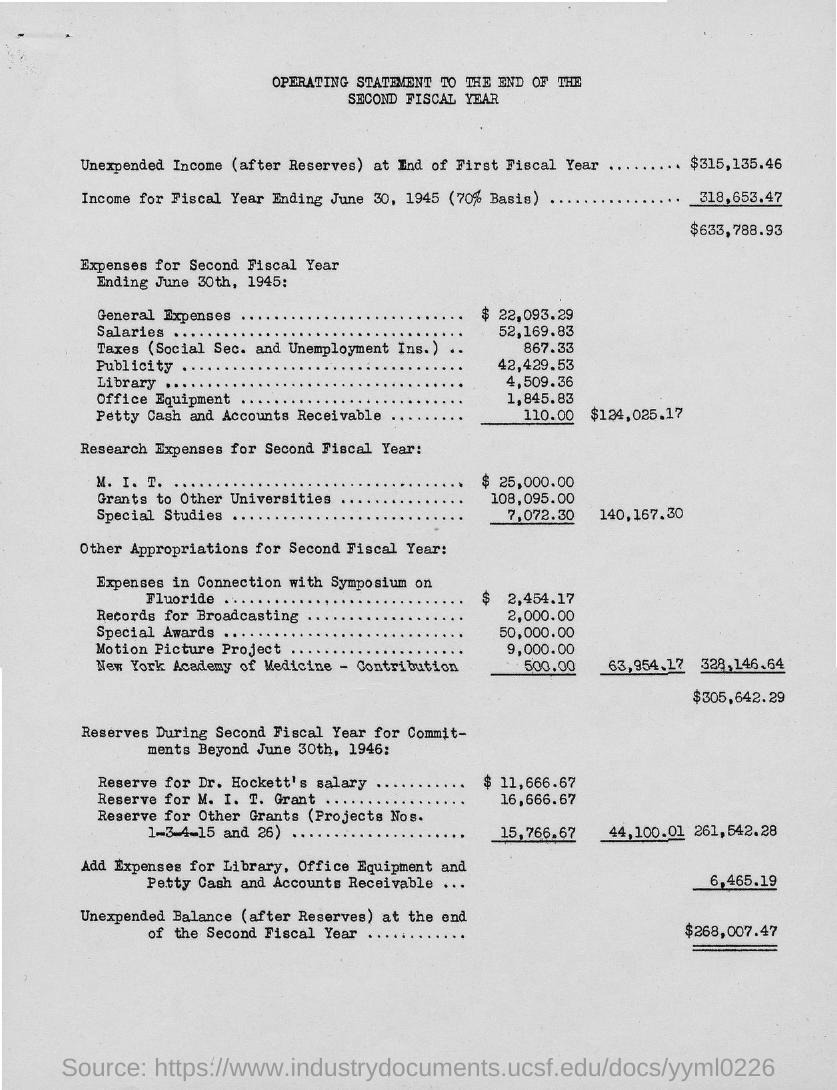 OPERATING STATEMENT TO THE END OF THE
SECOND FISCAL YEAR
Unexpended Income (after Reserves) at End of First Fiscal Year ......... $315,135.46
Income for Fiscal Year Ending June 30, 1945 (70% Basis) ................ 318,653.47
$633,788.93
Expenses for Second Fiscal Year
Ending June 30th, 1945:
General Expenses ........................... $ 22,093.29
Salaries ................................... 52,169.83
Taxes (Social Sec. and Unemployment Ins.) .. 867.33
Publicity .................................. 42,429.53
Library .................................... 4,509.36
Office Equipment ........................... 1,845.83
Petty Cash and Accounts Receivable ......... 110.00 $124,025.17
Research Expenses for Second Fiscal Year:
M. I. T. ................................... $ 25,000.00
Grants to Other Universities ............... 108,095.00
Special Studies ............................ 7,072.30 140,167.30
Other Appropriations for Second Fiscal Year:
Expenses in Connection with Symposium on
Fluoride ............................. $ 2,454.17
Records for Broadcasting ................... 2,000.00
Special Awards ............................. 50,000.00
Motion Picture Project ..................... 9,000.00
New York Academy of Medicine - Contribution 500.00 63,954.17 328,146.64
$305,642.29
Reserves During Second Fiscal Year for Commit-
ments Beyond June 30th, 1946:
Reserve for Dr. Hockett's salary ........... $ 11,666.67
Reserve for M. I. T. Grant ................. 16,666.67
Reserve for Other Grants (Projects Nos.
1-3-4-15 and 26) ..................... 15,766.67 44,100.01 261,542.28
Add Expenses for Library, Office Equipment and
Petty Cash and Accounts Receivable ... 6,465.19
Unexpended Balance (after Reserves) at the end
of the Second Fiscal Year ............ $268,007.47
Source: https://www.industrydocuments.ucsf.edu/docs/yyml0226